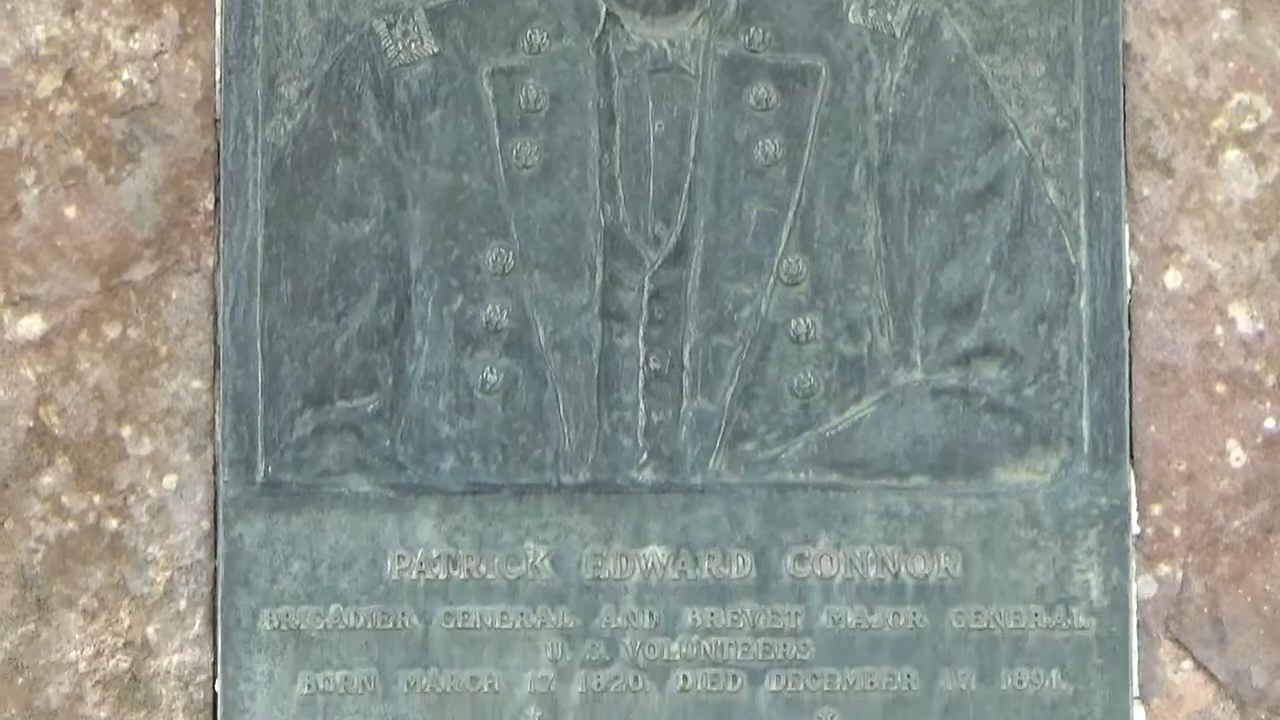 PATRICK EDWARD CONNOR
BRIGADIER GENERAL AND BREVET MAJOR GENERAL
U. S. VOLUNTEERS
BORN MARCH 17 1820, DIED DECEMBER 17, 1891.